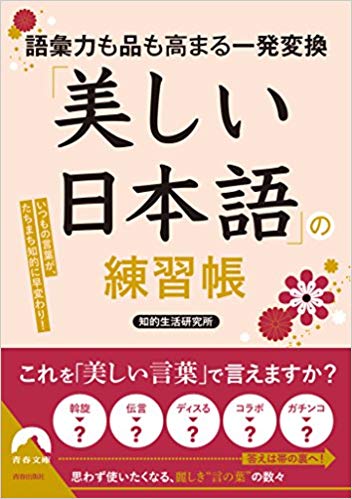 語彙力も品も高まる一発変換
「美しい
日本語」の
練習帳
いつもの言葉が、
たちまち知的に早変わり!
知的生活研究所
これを「美しい言葉」で言えますか?
斡旋 伝言 ディスる コラボ ガチンコ
? ? ? ? ?
答えは帯の裏へ!
青春文庫
青春出版社
思わず使いたくなる、麗しき“言の葉”の数々